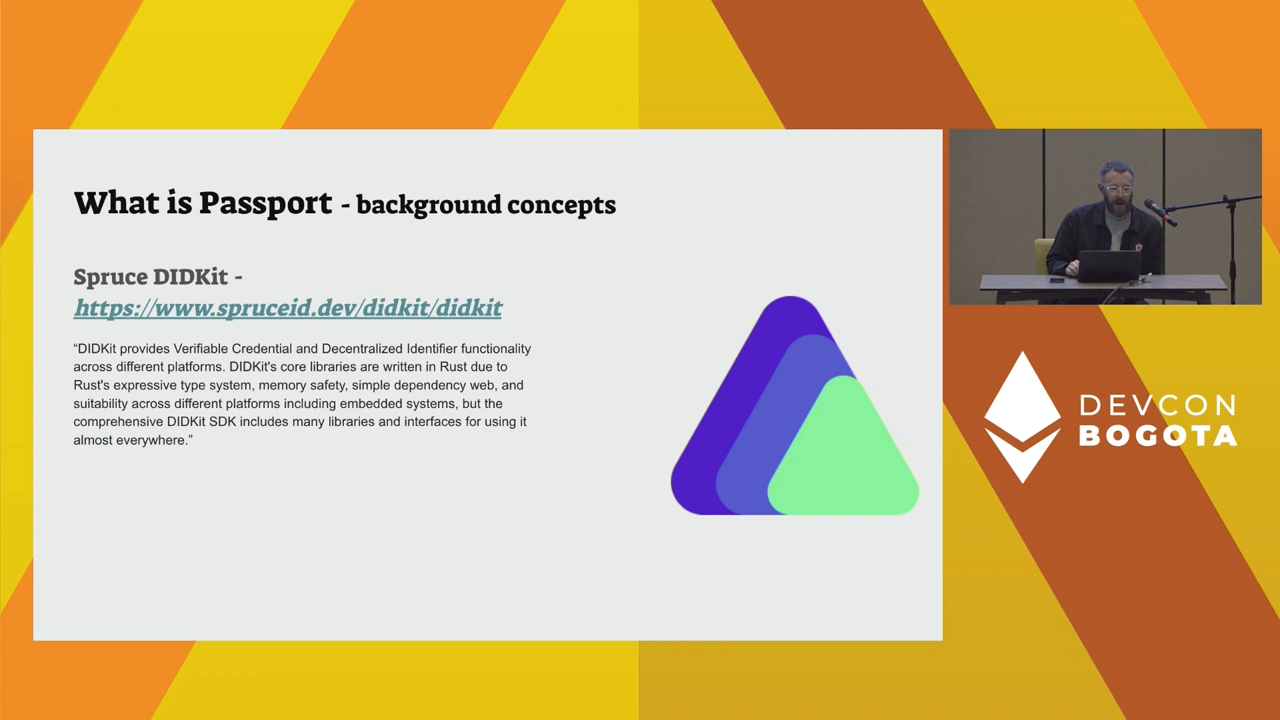 What is Passport - background concepts
Spruce DIDKit -
https://www.spruceid.dev/didkit/didkit
“DIDKit provides Verifiable Credential and Decentralized Identifier functionality
across different platforms. DIDKit's core libraries are written in Rust due to
Rust's expressive type system, memory safety, simple dependency web, and
suitability across different platforms including embedded systems, but the
comprehensive DIDKit SDK includes many libraries and interfaces for using it
almost everywhere.”
DEVCON
BOGOTA